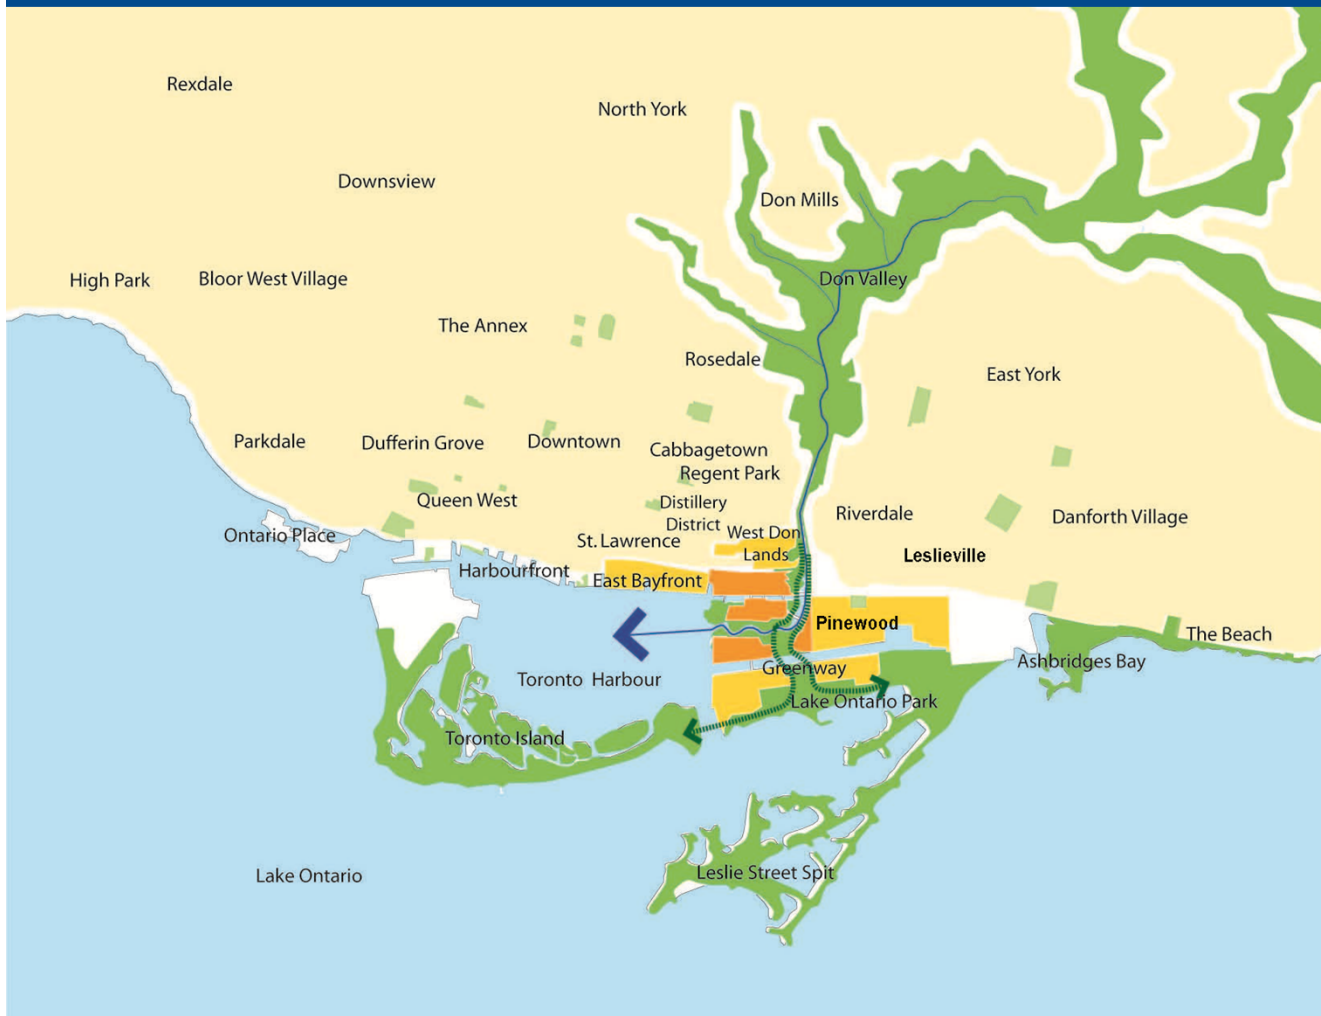 Rexdale
North York
Downsview
Don Mills
High Park
Bloor West Village
Don Valley
The Annex
Rosedale
East York
Parkdale
Dufferin Grove
Downtown
Cabbagetown
Regent Park
Queen West
Distillery
District
Riverdale
Danforth Village
Ontario Place
St. Lawrence
West Don
Lands
Leslieville
Harbourfront
East Bayfront
Pinewood
The Beach
Ashbridges Bay
Greenway
Toronto Harbour
Lake Ontario Park
Toronto Island
Lake Ontario
Leslie Street Spit